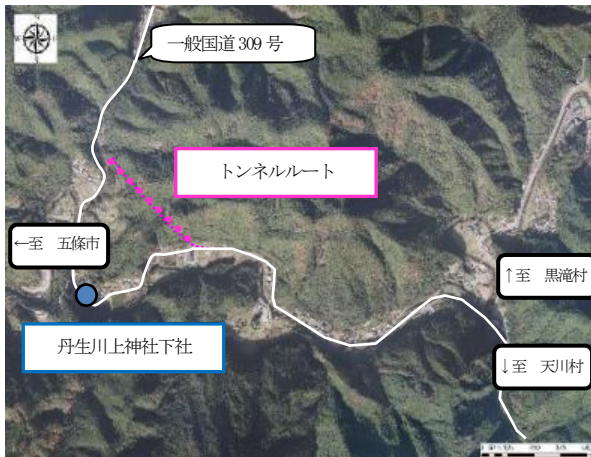 一般国道 309 号
トンネルルート
←至　五條市
↑至　黒滝村
丹生川上神社下社
↓至　天川村